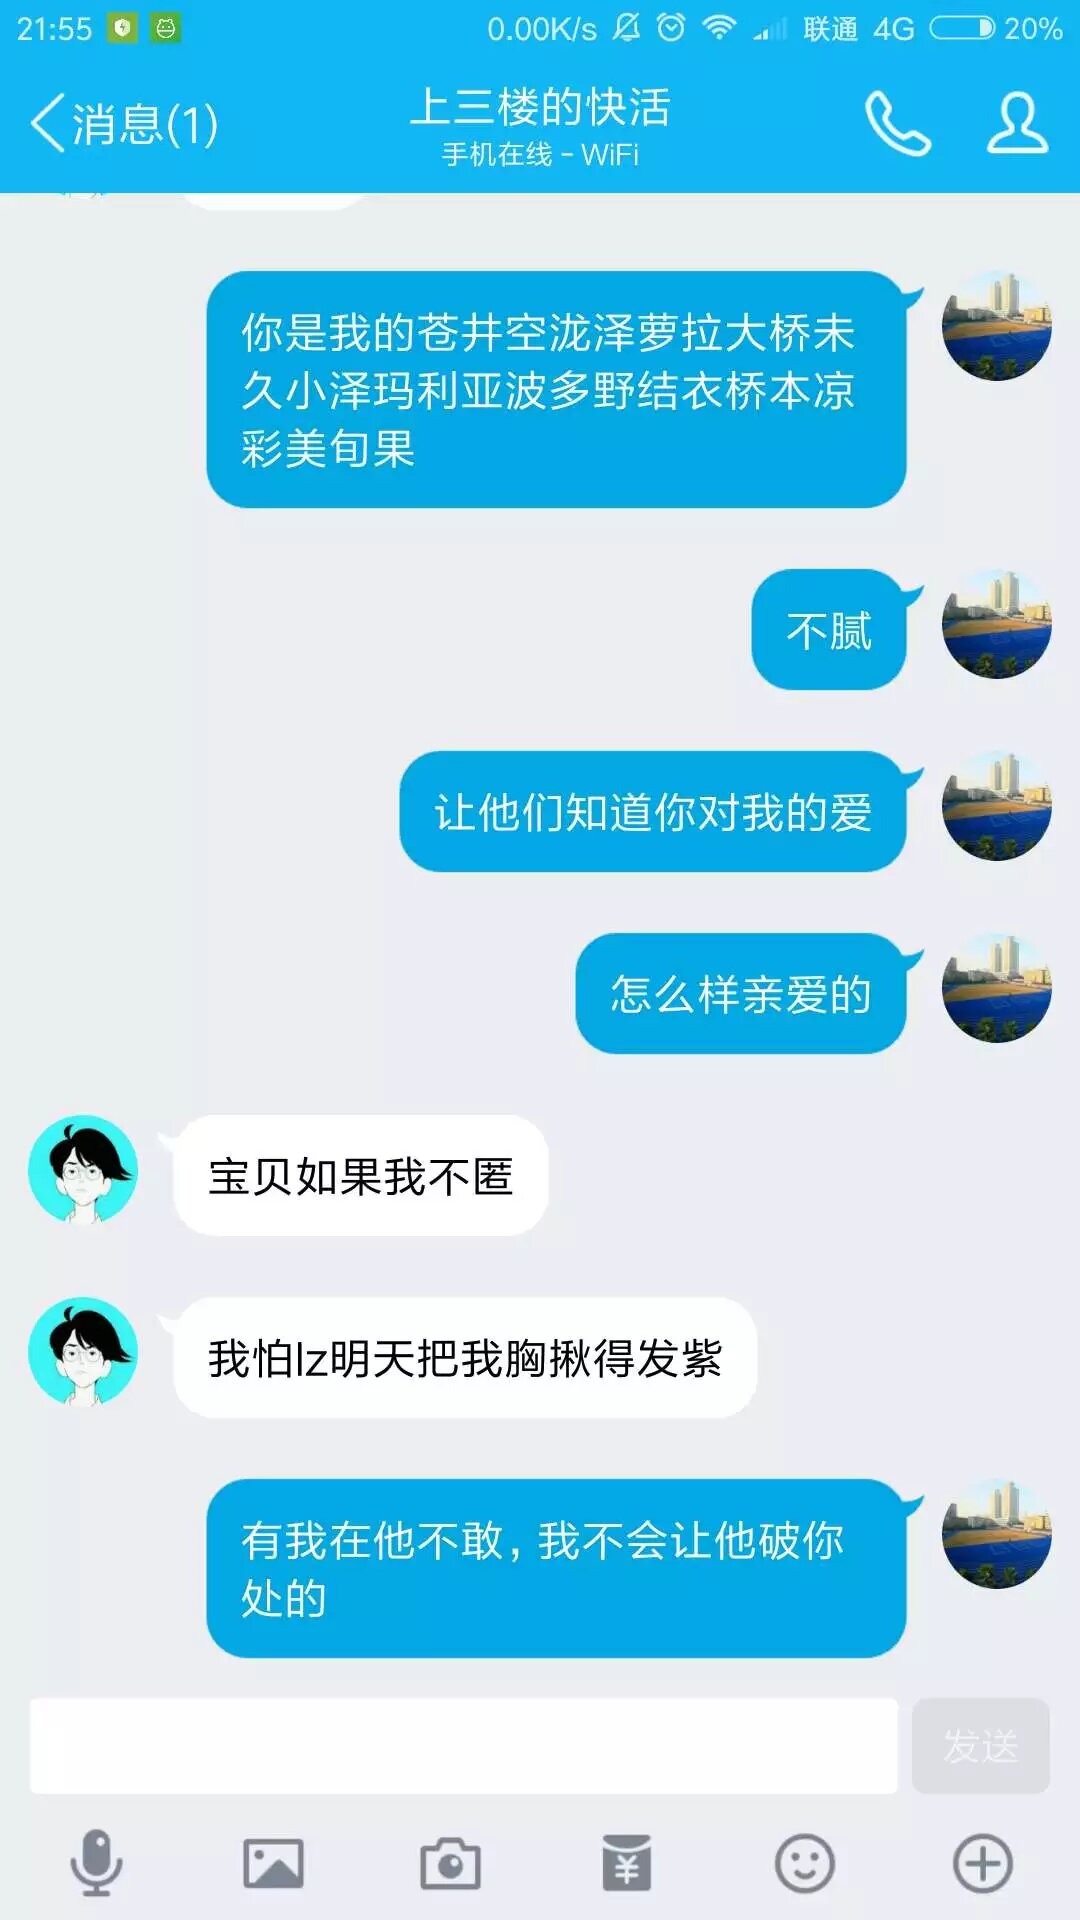 21:55
0.00K/s
联通 4G 20%
消息(1)
上三楼的快活
手机在线 - WiFi
你是我的苍井空泷泽萝拉大桥未
久小泽玛利亚波多野结衣桥本凉
彩美旬果
不腻
让他们知道你对我的爱
怎么样亲爱的
宝贝如果我不匿
我怕lz明天把我胸揪得发紫
有我在他不敢, 我不会让他破你
处的
发送